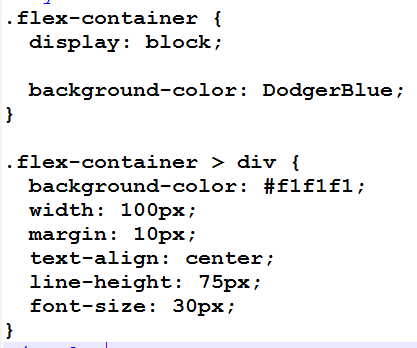 .flex-container {
  display: block;

  background-color: DodgerBlue;
}

.flex-container > div {
  background-color: #f1f1f1;
  width: 100px;
  margin: 10px;
  text-align: center;
  line-height: 75px;
  font-size: 30px;
}